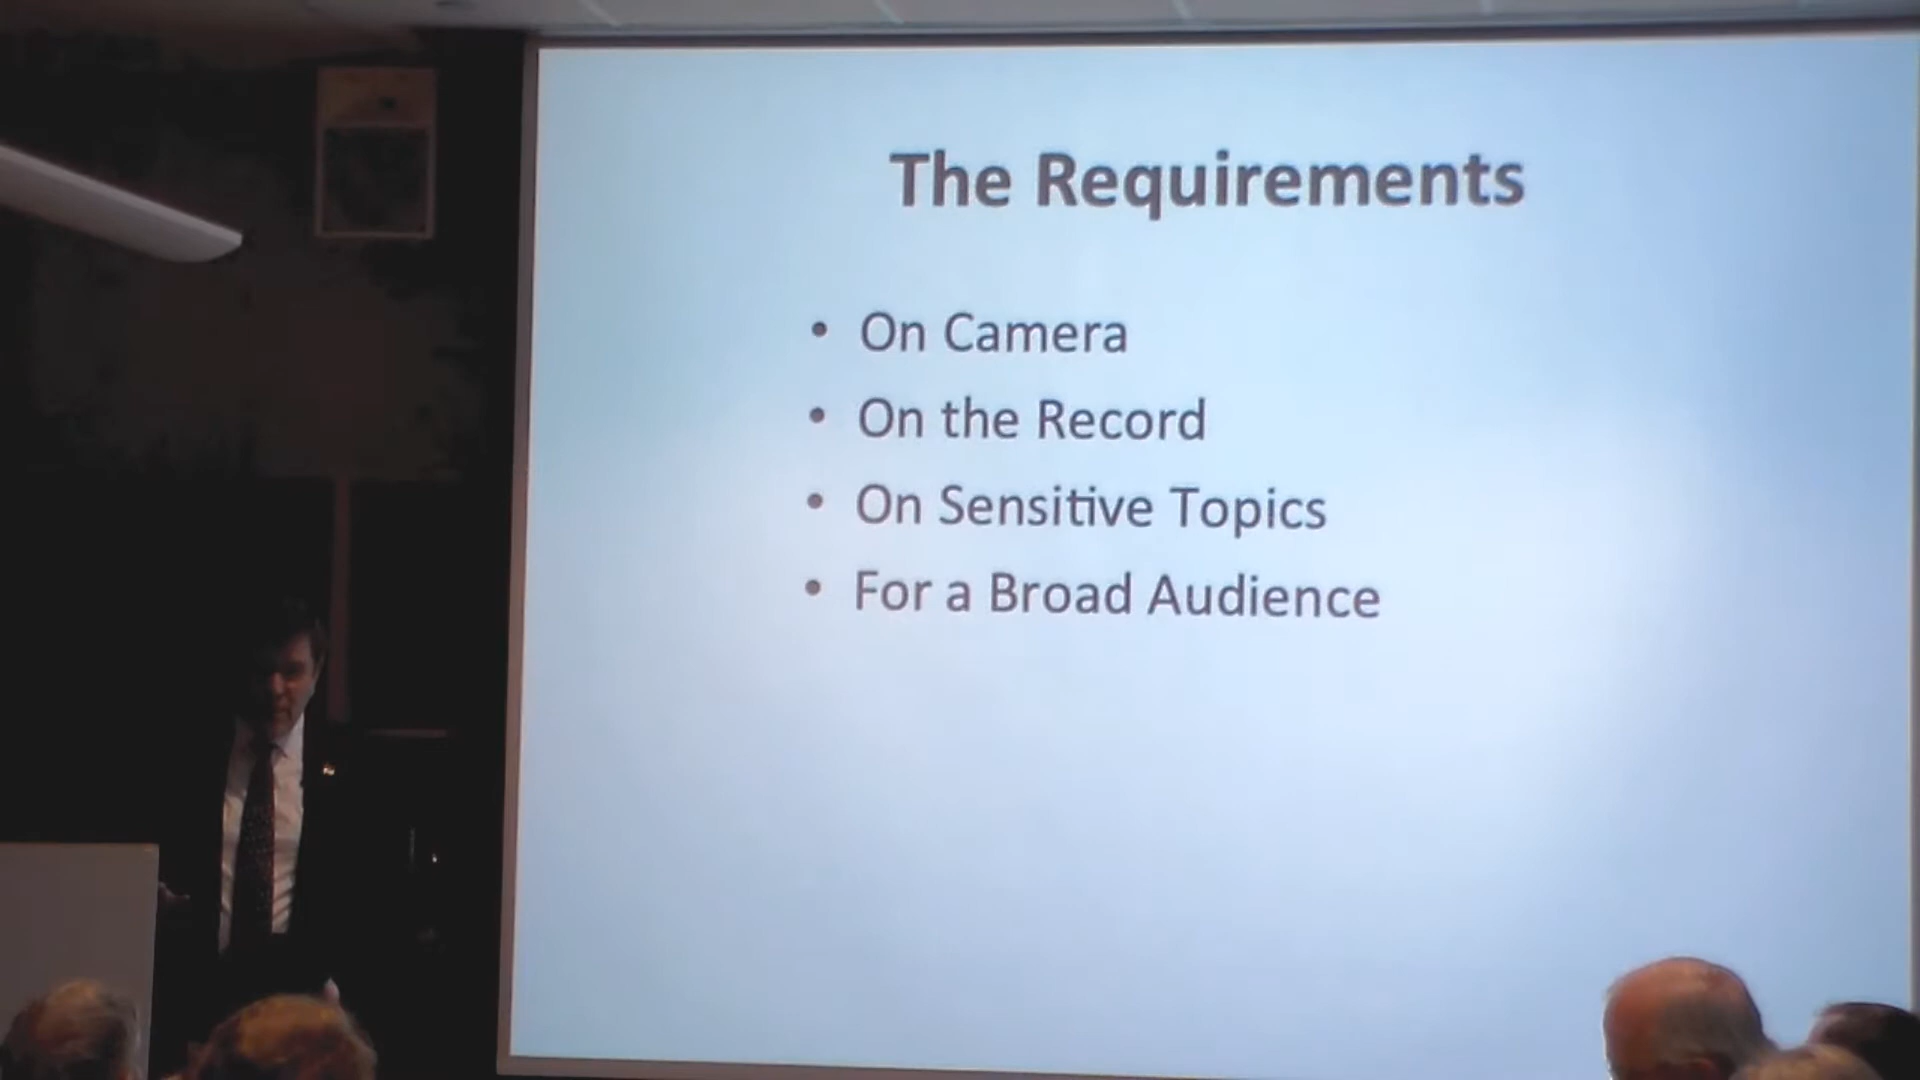 The Requirements
• On Camera
• On the Record
• On Sensitive Topics
• For a Broad Audience